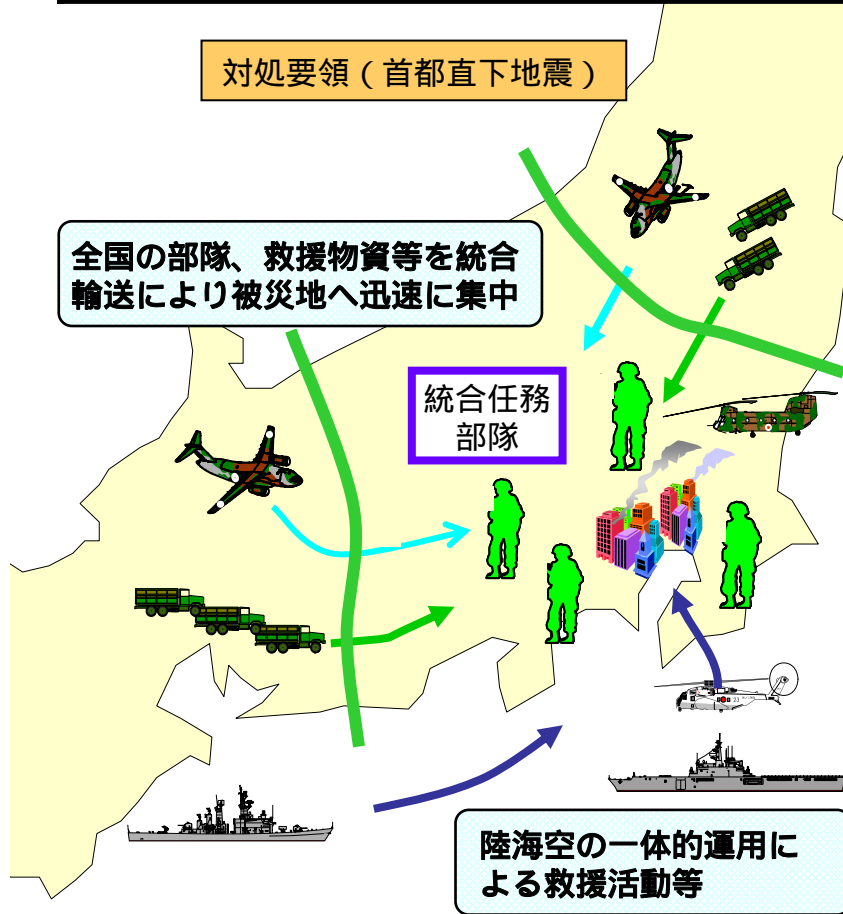 対処要領（首都直下地震）
全国の部隊、救援物資等を統合
輸送により被災地へ迅速に集中
統合任務
部隊
23
陸海空の一体的運用に
よる救援活動等